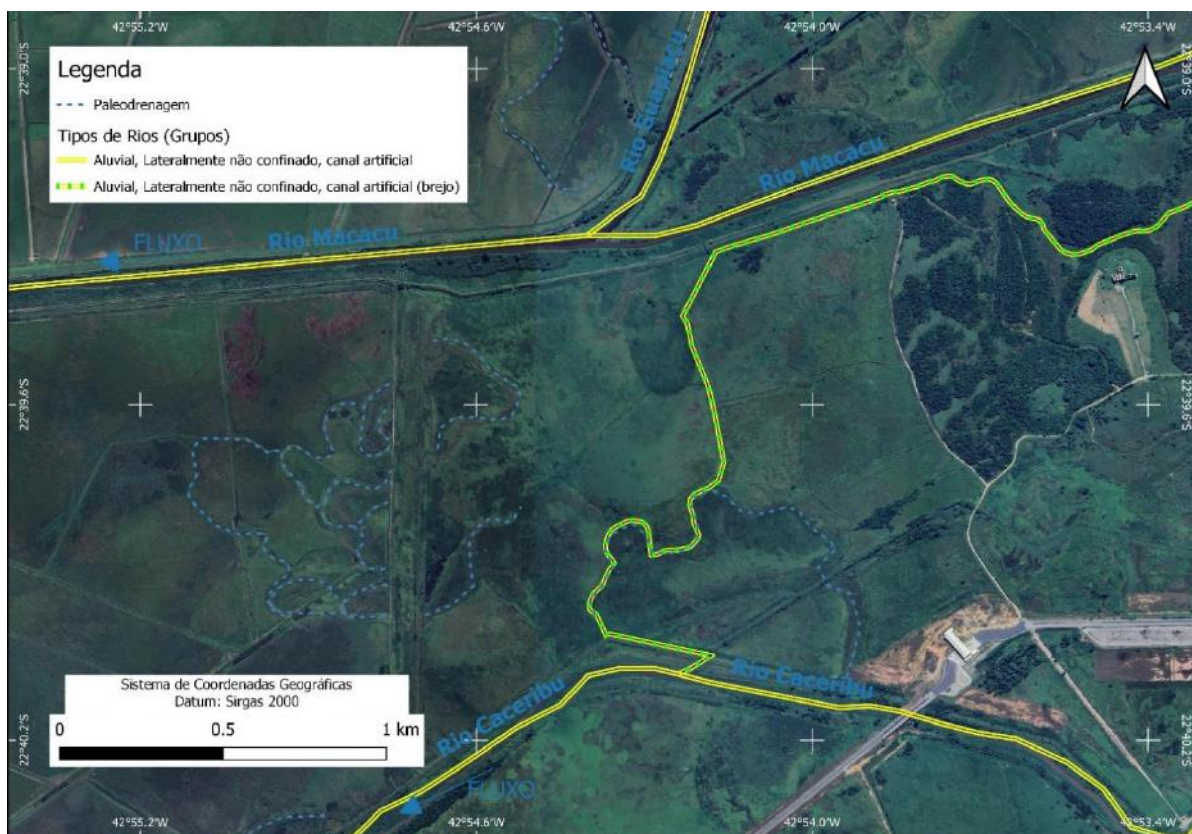 42°55.2'W 42°54.6'W 42°54.0'W 42°53.4'W
22°39.0'S
22°39.0'S
Legenda
Paleodrenagem
Tipos de Rios (Grupos)
Aluvial, Lateralmente não confinado, canal artificial
Aluvial, Lateralmente não confinado, canal artificial (brejo)
Rio Macacu
Rio Macacu
FLUXO
22°39.6'S
22°39.6'S
Rio Caceribu
Rio Caceribu
FLUXO
Sistema de Coordenadas Geográficas
Datum: Sirgas 2000
0 0.5 1 km
22°40.2'S
22°40.2'S
42°55.2'W 42°54.6'W 42°54.0'W 42°53.4'W